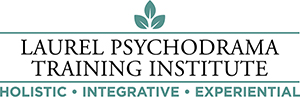 LAUREL PSYCHODRAMA
TRAINING INSTITUTE
HOLISTIC • INTEGRATIVE • EXPERIENTIAL